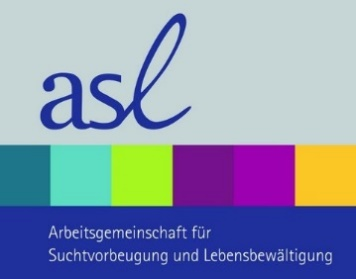 asl
Arbeitsgemeinschaft für
Suchtvorbeugung und Lebensbewältigung